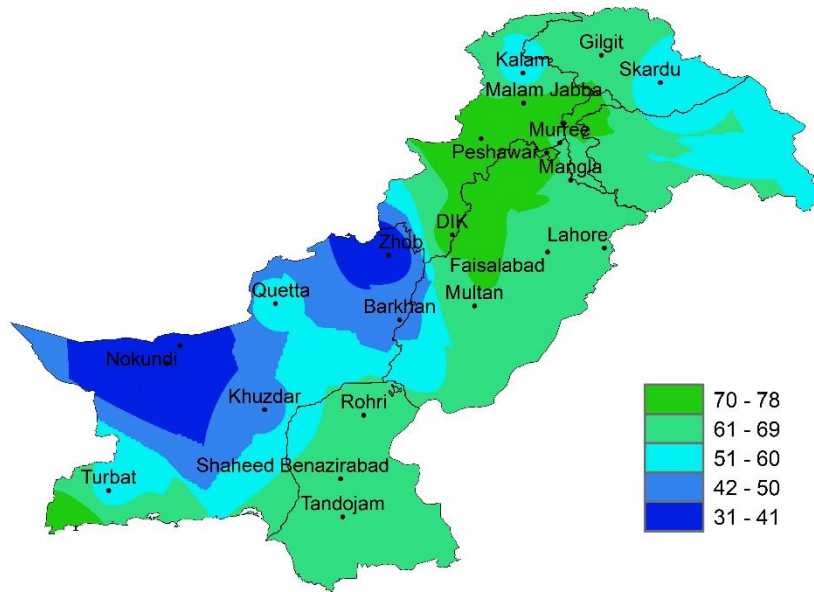 Gilgit
Kalam
Skardu
Malam Jabba
Murree
Peshawar
Mangla
DIK
Lahore
Zhob
Faisalabad
Quetta
Multan
Barkhan
Nokundi
Khuzdar
Rohri
Shaheed Benazirabad
Turbat
Tandojam
70 - 78
61 - 69
51 - 60
42 - 50
31 - 41